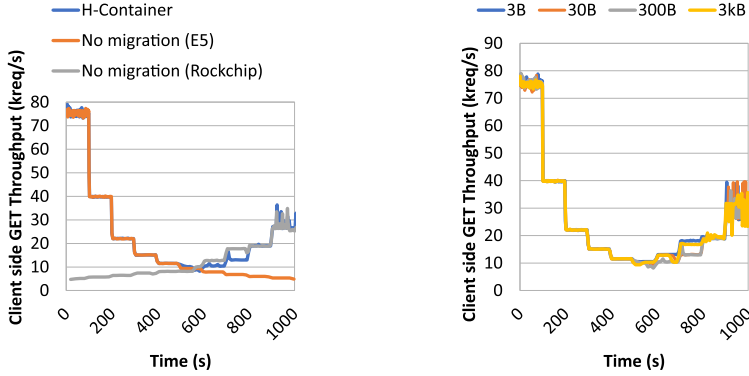 H-Container
No migration (E5)
No migration (Rockchip)
Client side GET Throughput (kreq/s)
80
70
60
50
40
30
20
10
0
0
200
400
600
800
1000
Time (s)
3B
30B
300B
3kB
Client side GET Throughput (kreq/s)
90
80
70
60
50
40
30
20
10
0
0
200
400
600
800
1000
Time (s)